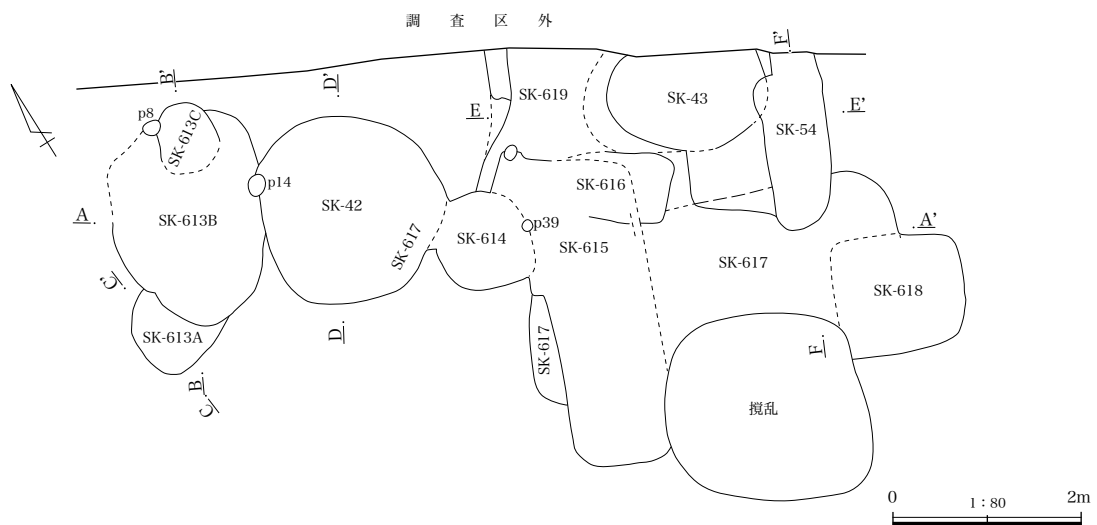 調査区外
F'
B'
D'
SK-619
SK-43
E
E'
p8
SK-613C
SK-54
p14
SK-616
A
SK-613B
SK-42
SK-617
SK-614
p39
SK-615
A'
SK-617
C'
SK-618
SK-613A
D
SK-617
F
B
C
撹乱
0
1：80
2m